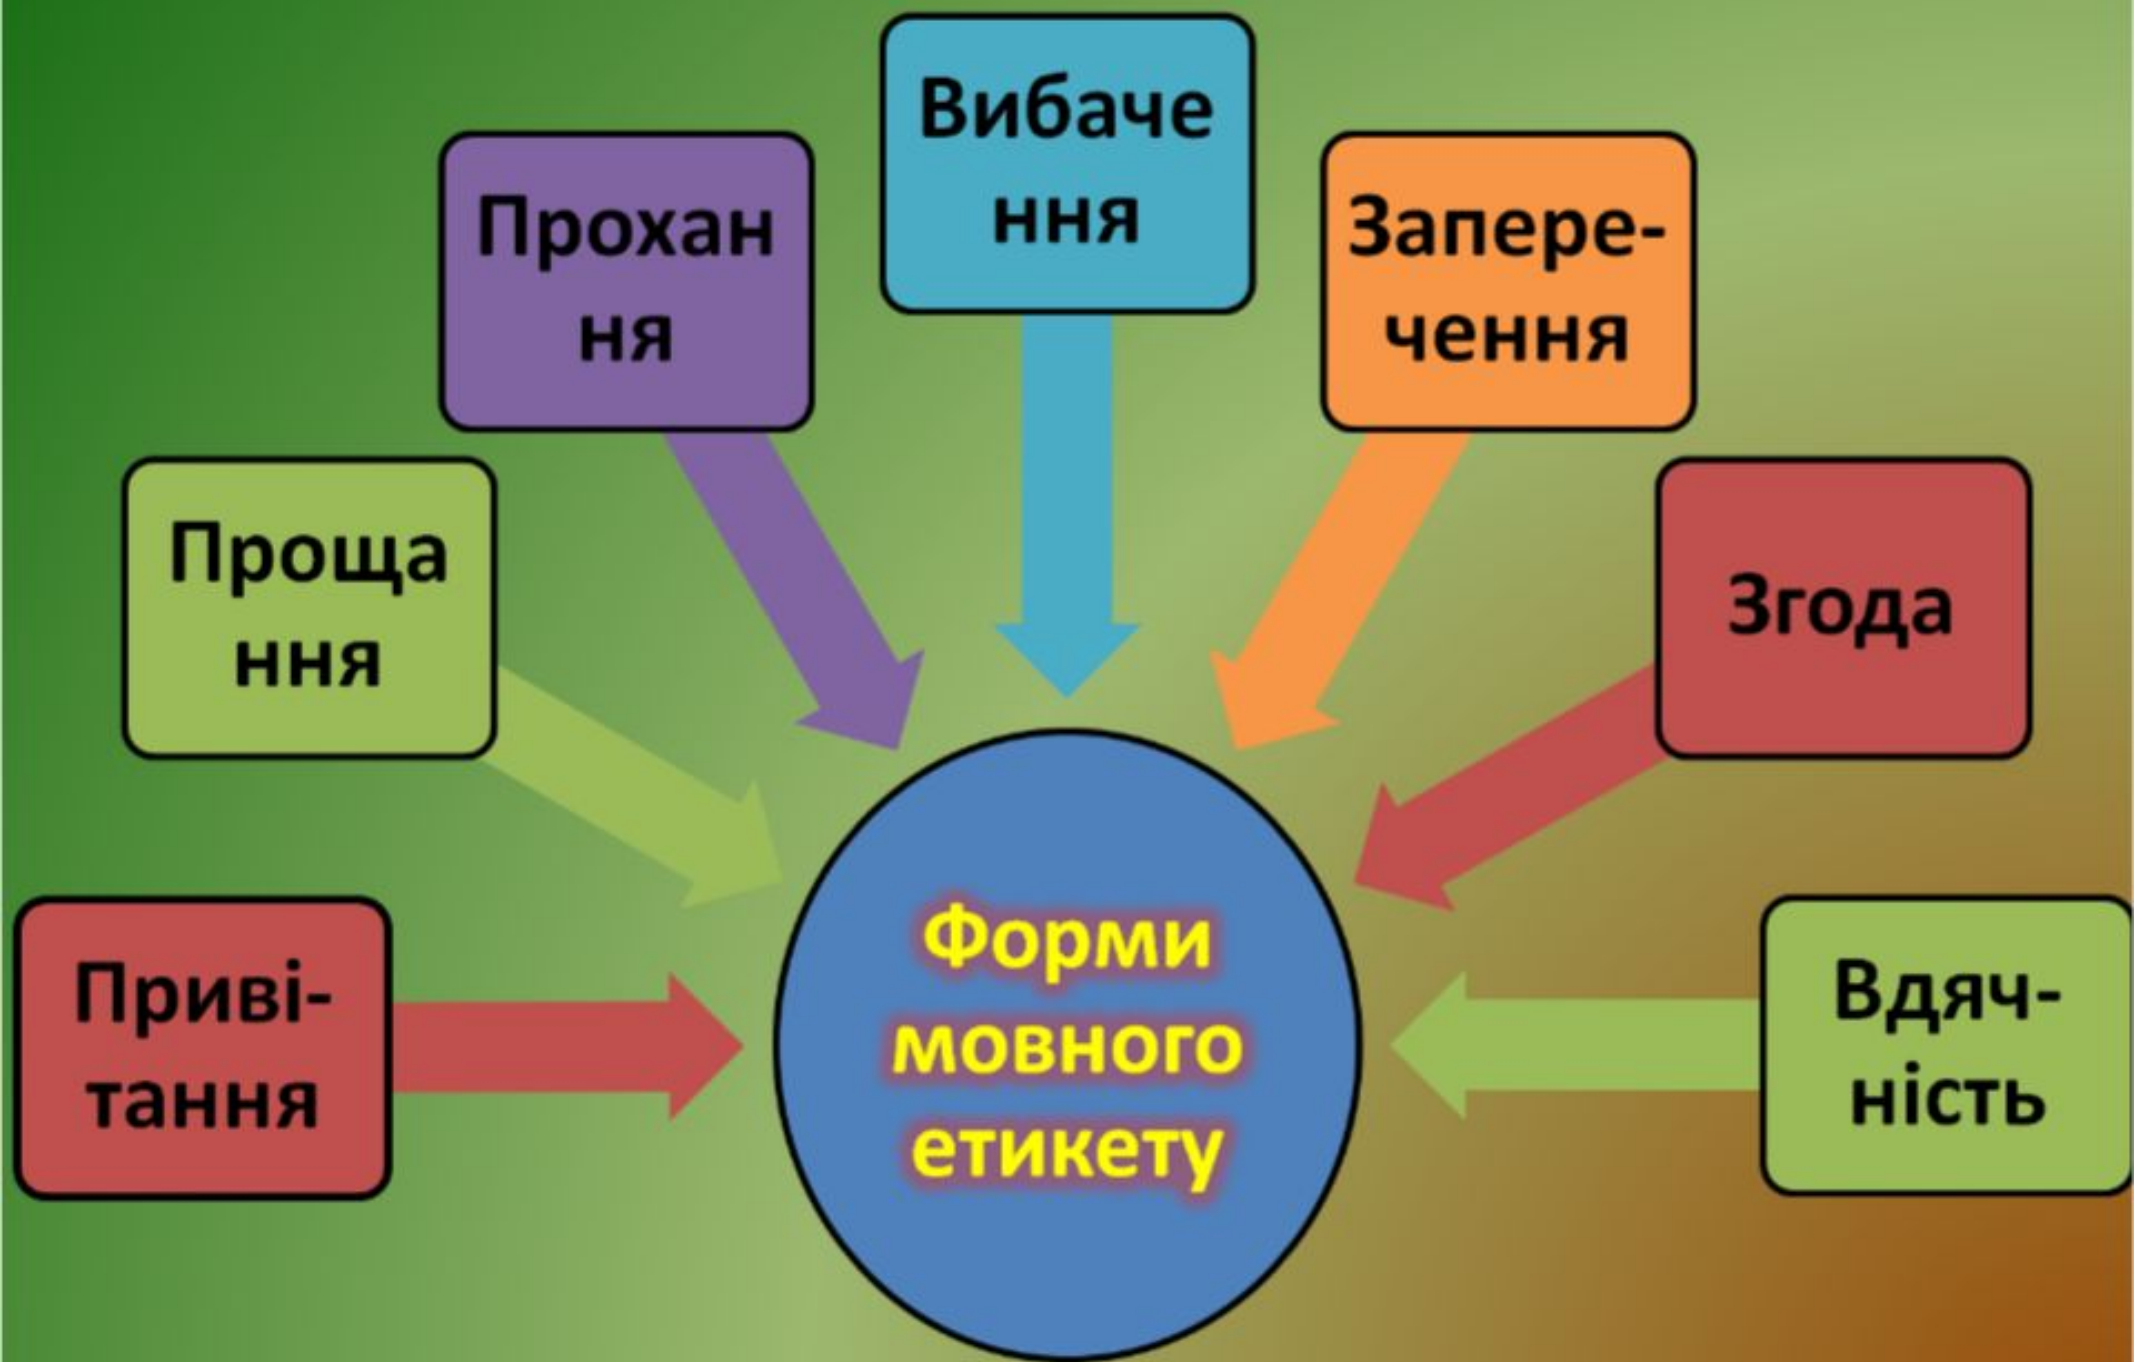 Вибаче
ння
Прохан
ня
Запере-
чення
Проща
ння
Згода
Приві-
тання
Форми
мовного
етикету
Вдяч-
ність